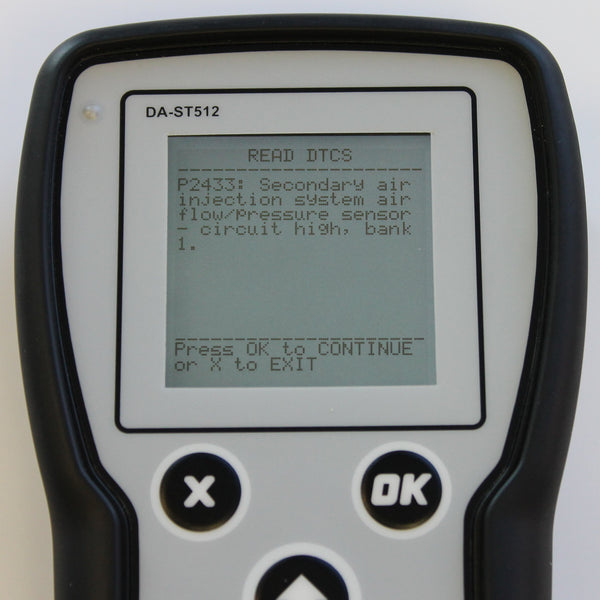 DA-ST512
READ DTCS
P2433: Secondary air
injection system air
flow/pressure sensor
- circuit high, bank
1.
Press OK to CONTINUE
or X to EXIT
X
OK